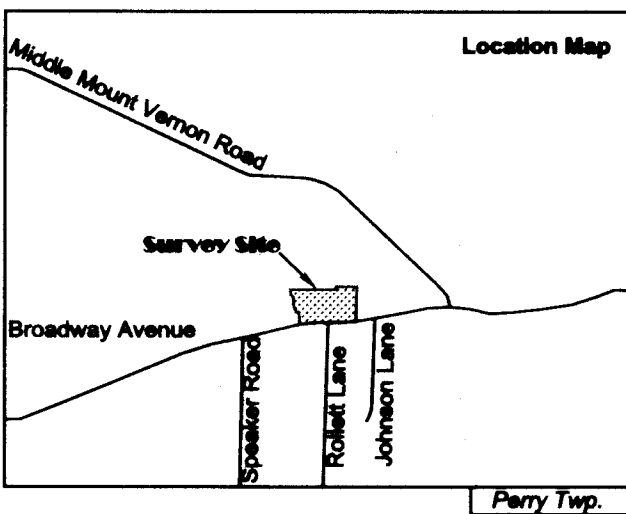 Location Map
Middle Mount Vernon Road
Survey Site
Broadway Avenue
Speaker Road
Rollett Lane
Johnson Lane
Perry Twp.